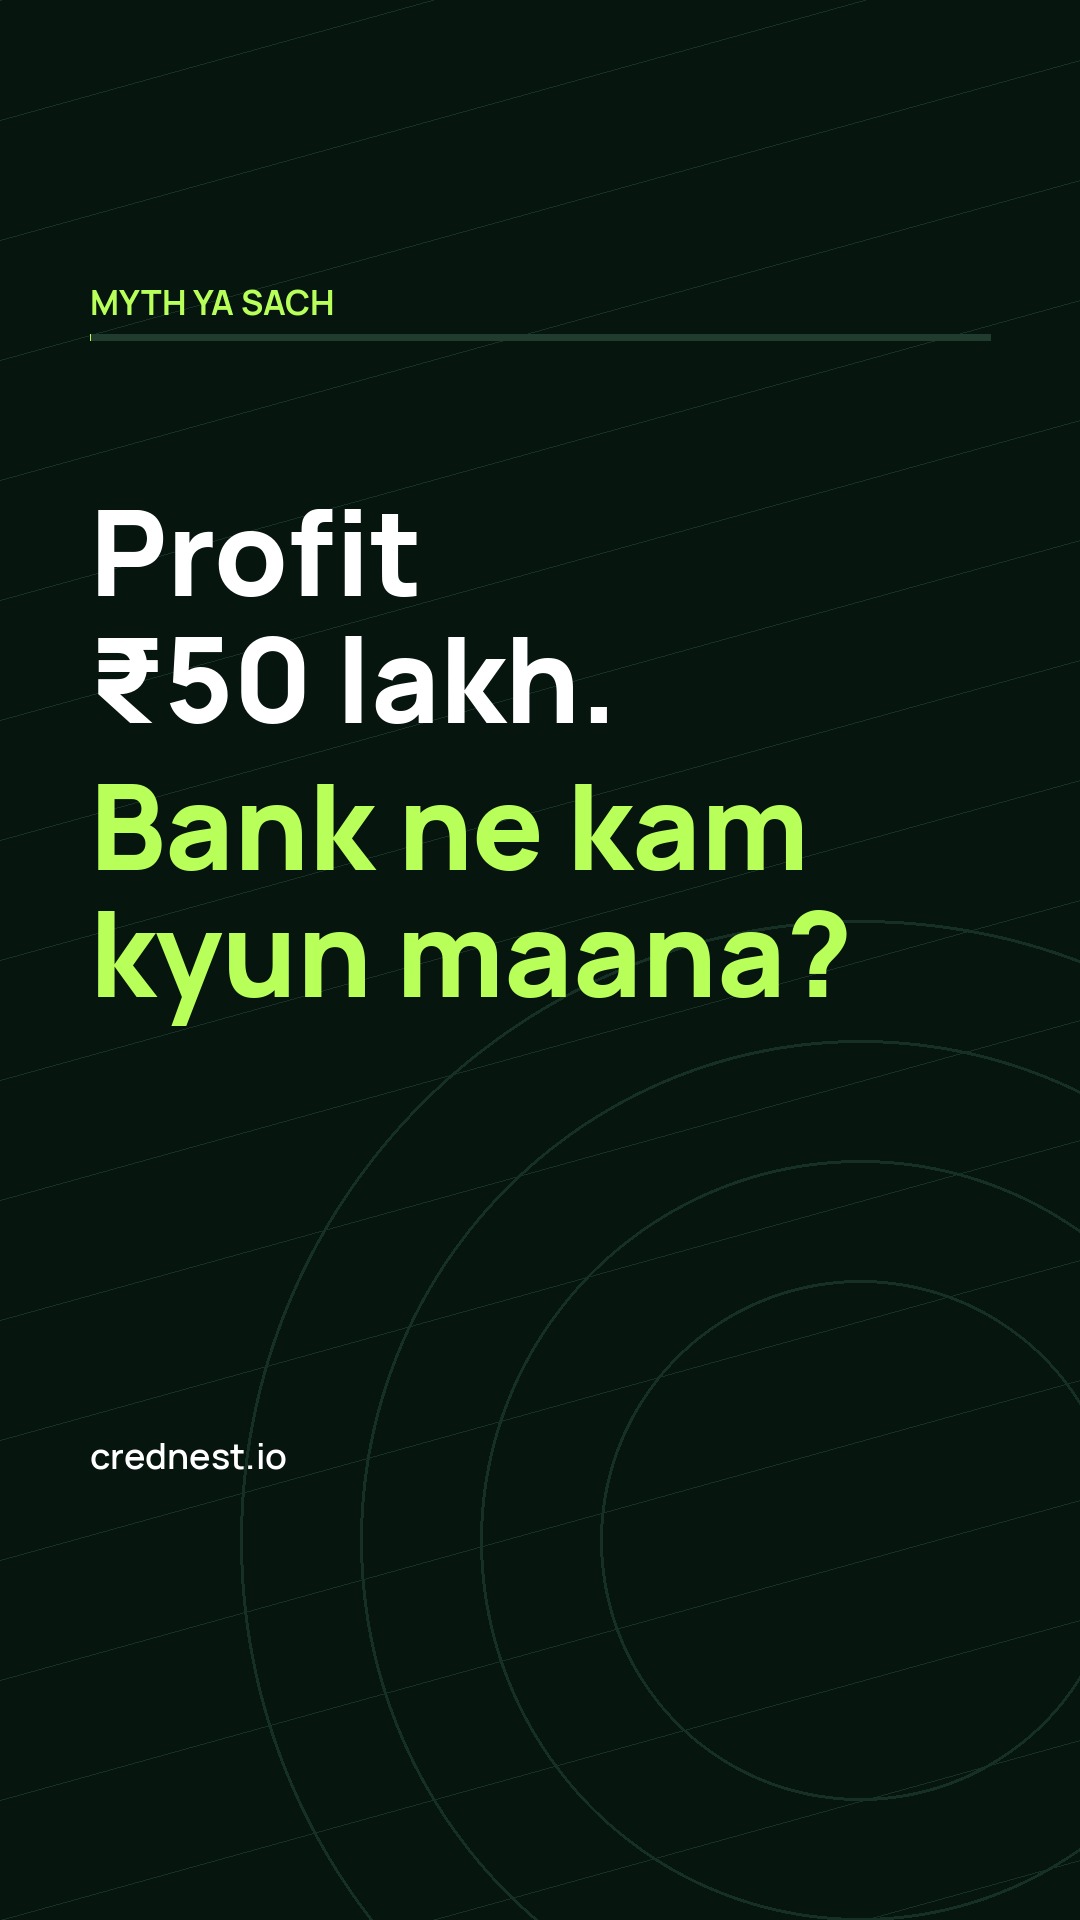 MYTH YA SACH
Profit
₹50 lakh.
Bank ne kam
kyun maana?
crednest.io